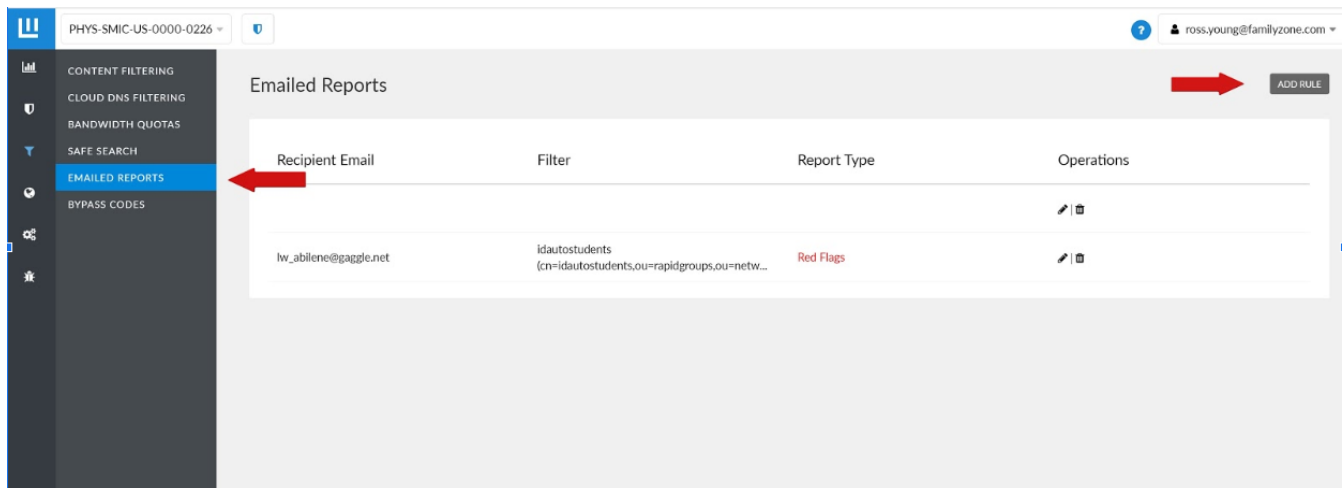 PHYS-SMIC-US-0000-0226
? ross.young@familyzone.com
CONTENT FILTERING
CLOUD DNS FILTERING
BANDWIDTH QUOTAS
SAFE SEARCH
EMAILED REPORTS
BYPASS CODES
Emailed Reports
ADD RULE
Recipient Email Filter Report Type Operations
lw_abilene@gaggle.net idautostudents Red Flags
(cn=idautostudents,ou=rapidgroups,ou=netw...